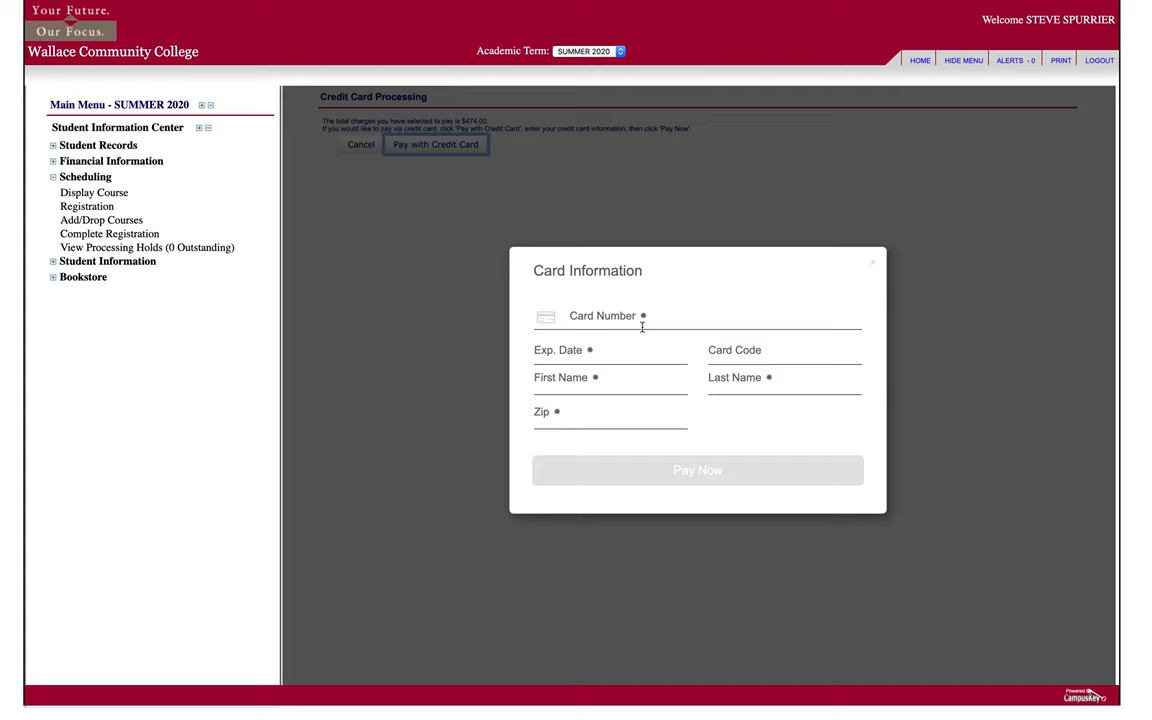 Your Future.
Our Focus.
Wallace Community College
Academic Term: SUMMER 2020
Welcome STEVE SPURRIER
HOME HIDE MENU ALERTS - 0 PRINT LOGOUT
Main Menu - SUMMER 2020
Student Information Center
Student Records
Financial Information
Scheduling
Display Course
Registration
Add/Drop Courses
Complete Registration
View Processing Holds (0 Outstanding)
Student Information
Bookstore
Credit Card Processing
The total charges you have selected to pay is $474.00.
If you would like to pay via credit card, click 'Pay with Credit Card', enter your credit card information, then click 'Pay Now'.
Cancel Pay with Credit Card
Card Information ×
Card Number *
Exp. Date * Card Code
First Name * Last Name *
Zip *
Pay Now
Powered By
CampusKey